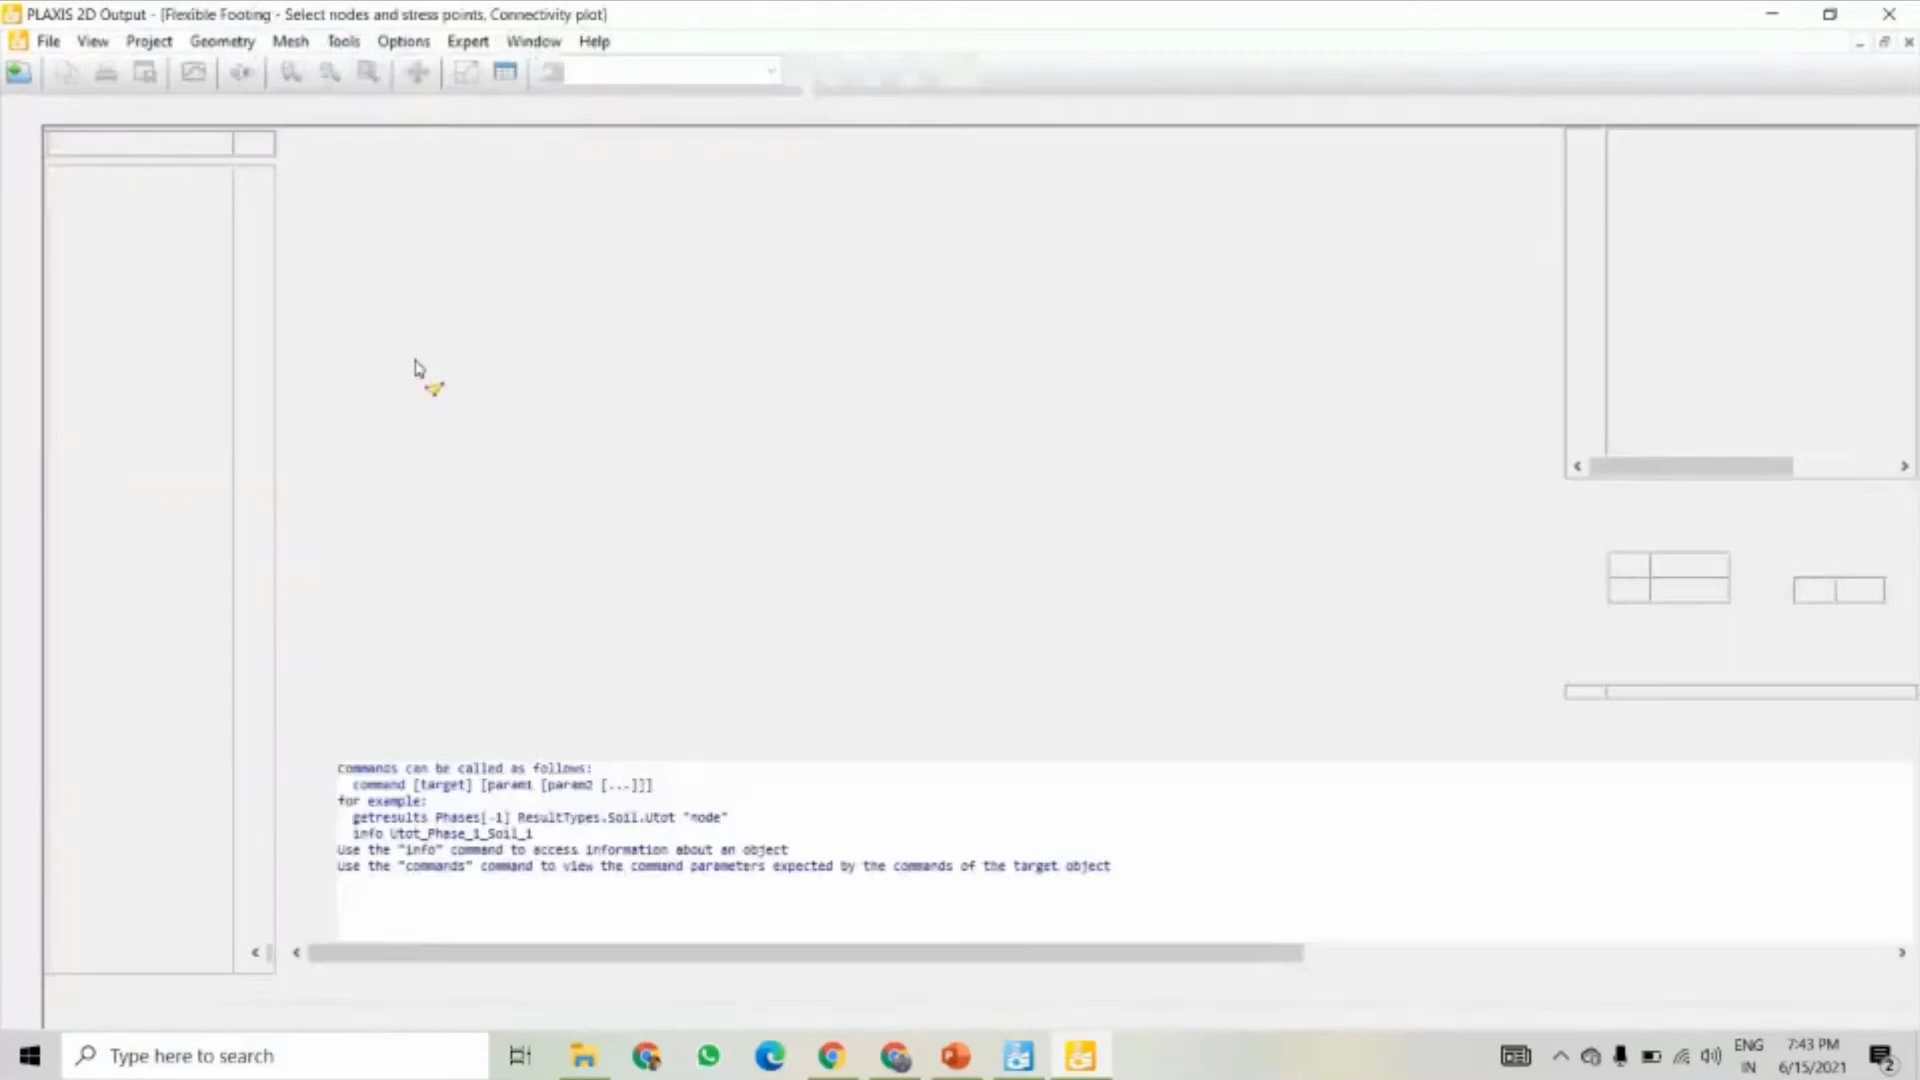 PLAXIS 2D Output - [Flexible Footing - Select nodes and stress points, Connectivity plot]
File View Project Geometry Mesh Tools Options Expert Window Help
Commands can be called as follows:
command [target] [param1 [param2 [...]]]
for example:
getresults Phases[-1] ResultTypes.Soil.Utot "node"
info Utot_Phase_1_Soil_1
Use the "info" command to access information about an object
Use the "commands" command to view the command parameters expected by the commands of the target object
Type here to search
ENG
IN
7:43 PM
6/15/2021
2